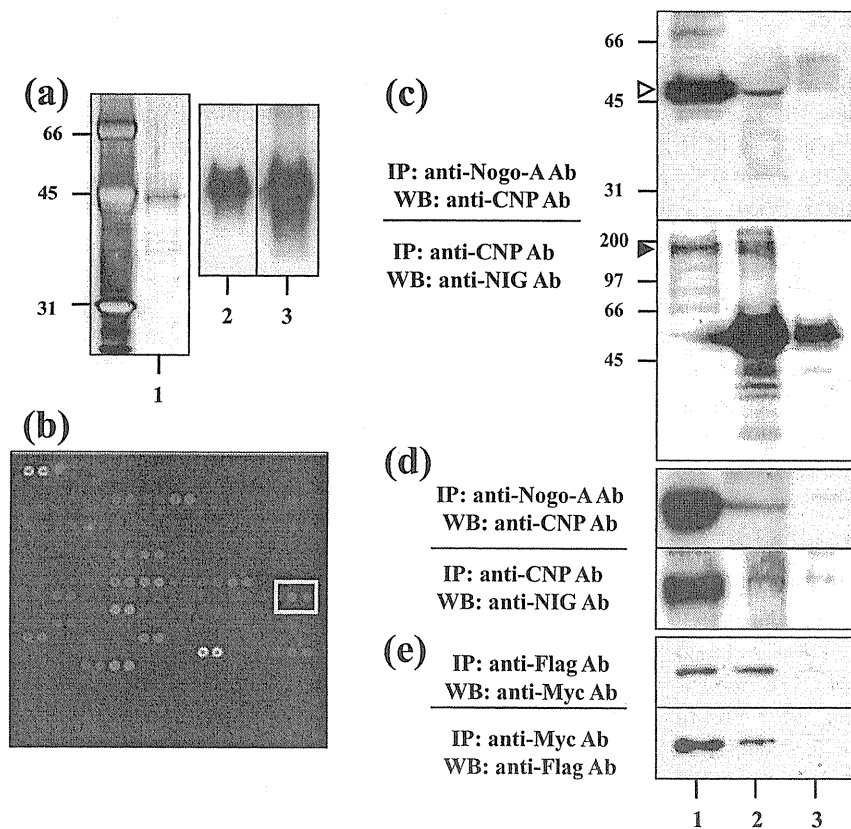 (a)
66
45
31
1
2
3
(b)
(c)
66
45
31
IP: anti-Nogo-A Ab
WB: anti-CNP Ab
IP: anti-CNP Ab
WB: anti-NIG Ab
200
97
66
45
(d)
IP: anti-Nogo-A Ab
WB: anti-CNP Ab
IP: anti-CNP Ab
WB: anti-NIG Ab
(e)
IP: anti-Flag Ab
WB: anti-Myc Ab
IP: anti-Myc Ab
WB: anti-Flag Ab
1 2 3